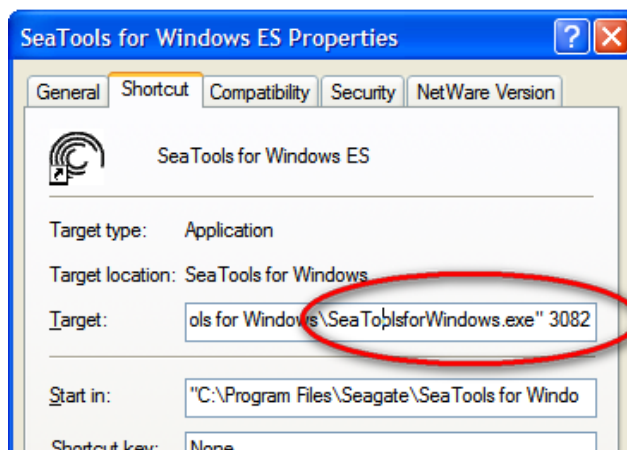 SeaTools for Windows ES Properties
General Shortcut Compatibility Security NetWare Version
SeaTools for Windows ES
Target type: Application
Target location: SeaTools for Windows
Target: ols for Windows\SeaToolsforWindows.exe" 3082
Start in: "C:\Program Files\Seagate\SeaTools for Windo
Shortcut key: None